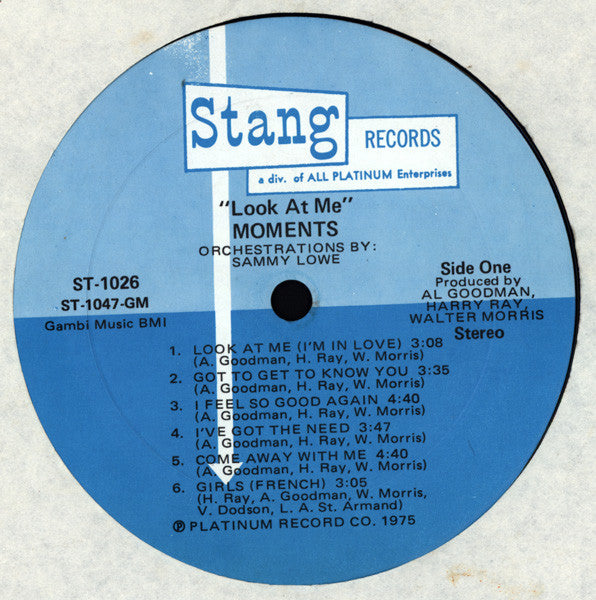 Stang
RECORDS
a div. of ALL PLATINUM Enterprises
"Look At Me"
MOMENTS
ORCHESTRATIONS BY:
SAMMY LOWE
ST-1026
ST-1047-GM
Gambi Music BMI
Side One
Produced by
AL GOODMAN,
HARRY RAY,
WALTER MORRIS
Stereo
1. LOOK AT ME (I'M IN LOVE) 3:08
(A. Goodman, H. Ray, W. Morris)
2. GOT TO GET TO KNOW YOU 3:35
(A. Goodman, H. Ray, W. Morris)
3. I FEEL SO GOOD AGAIN 4:40
(A. Goodman, H. Ray, W. Morris)
4. I'VE GOT THE NEED 3:47
(A. Goodman, H. Ray, W. Morris)
5. COME AWAY WITH ME 4:40
(A. Goodman, H. Ray, W. Morris)
6. GIRLS (FRENCH) 3:05
(H. Ray, A. Goodman, W. Morris,
V. Dodson, L. A. St. Armand)
Ⓟ PLATINUM RECORD CO. 1975